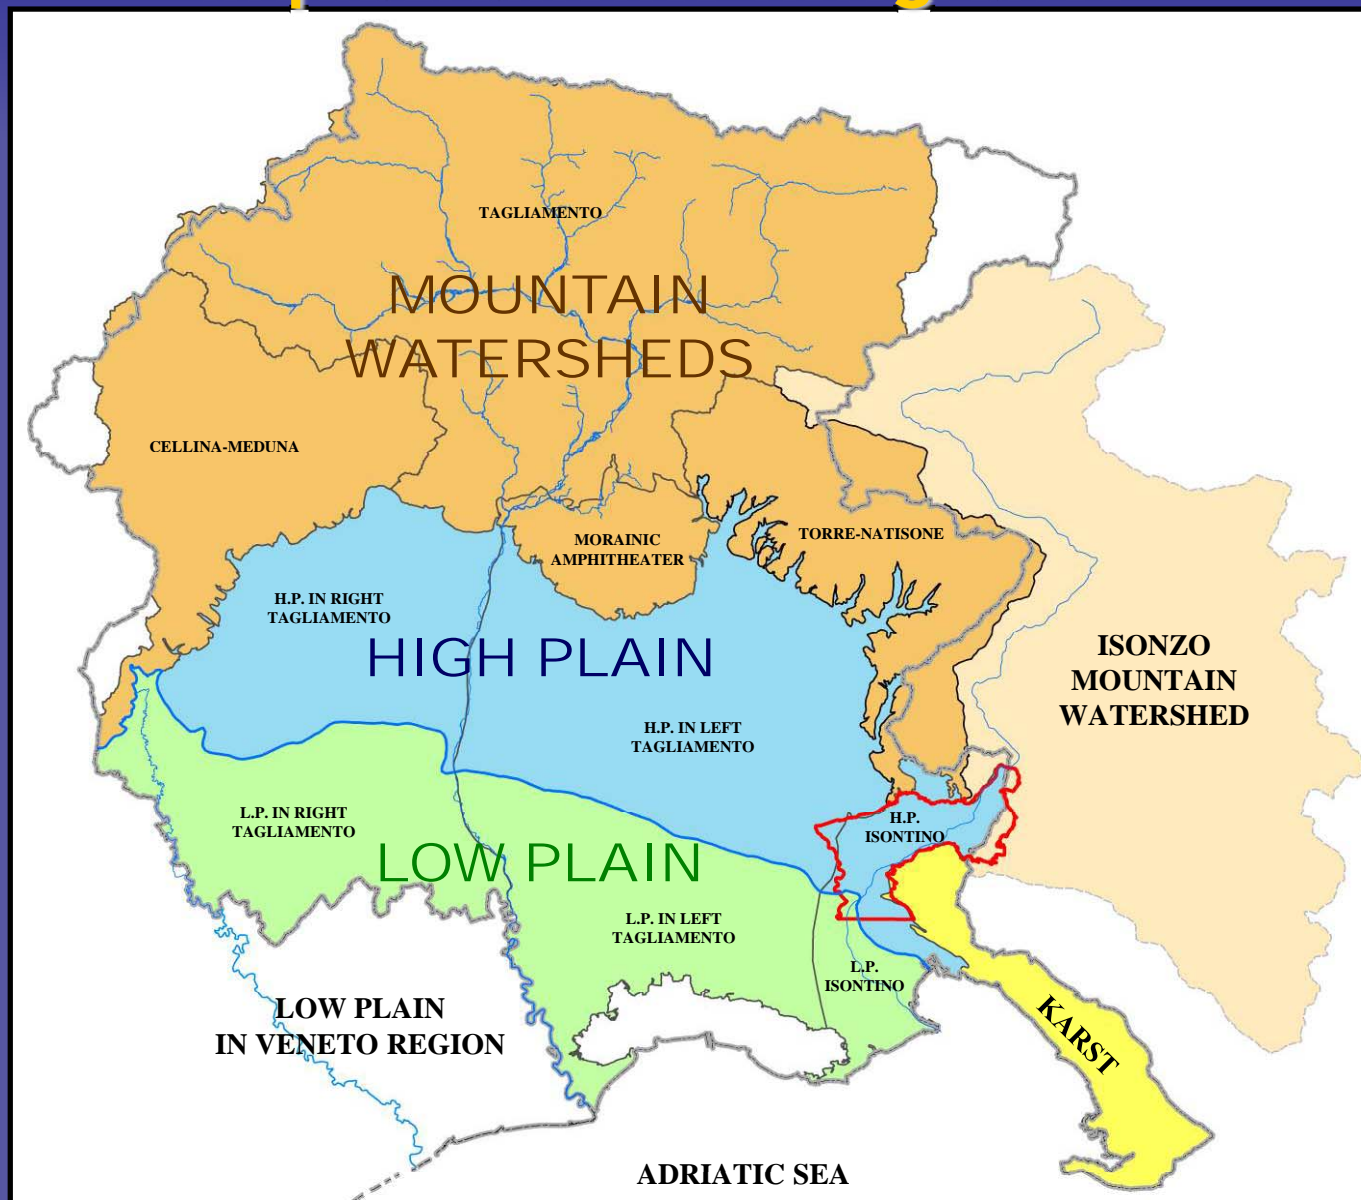 TAGLIAMENTO
MOUNTAIN
WATERSHEDS
CELLINA-MEDUNA
MORAINIC
AMPHITHEATER
TORRE-NATISONE
H.P. IN RIGHT
TAGLIAMENTO
HIGH PLAIN
ISONZO
MOUNTAIN
WATERSHED
H.P. IN LEFT
TAGLIAMENTO
L.P. IN RIGHT
TAGLIAMENTO
H.P.
ISONTINO
LOW PLAIN
L.P. IN LEFT
TAGLIAMENTO
L.P.
ISONTINO
LOW PLAIN
IN VENETO REGION
KARST
ADRIATIC SEA